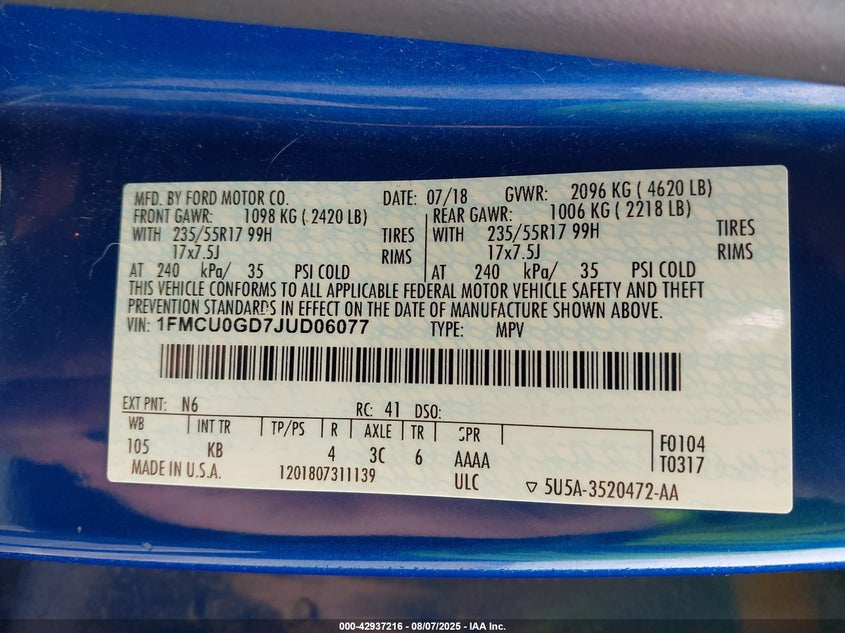 MFD. BY FORD MOTOR CO. DATE: 07/18 GVWR: 2096 KG ( 4620 LB)
FRONT GAWR: 1098 KG ( 2420 LB) REAR GAWR: 1006 KG ( 2218 LB)
WITH 235/55R17 99H TIRES WITH 235/55R17 99H TIRES
17x7.5J RIMS 17x7.5J RIMS
AT 240 kPa/ 35 PSI COLD AT 240 kPa/ 35 PSI COLD
THIS VEHICLE CONFORMS TO ALL APPLICABLE FEDERAL MOTOR VEHICLE SAFETY AND THEFT
PREVENTION STANDARDS IN EFFECT ON THE DATE OF MANUFACTURE SHOWN ABOVE.
VIN: 1FMCU0GD7JUD06077 TYPE: MPV
EXT PNT: N6 RC: 41 DSO:
WB INT TR TP/PS R AXLE TR SPR F0104
105 KB 4 3C 6 AAAA T0317
MADE IN U.S.A. 1201807311139 ULC ▽ 5U5A-3520472-AA
000-42937216 - 08/07/2025 - IAA Inc.